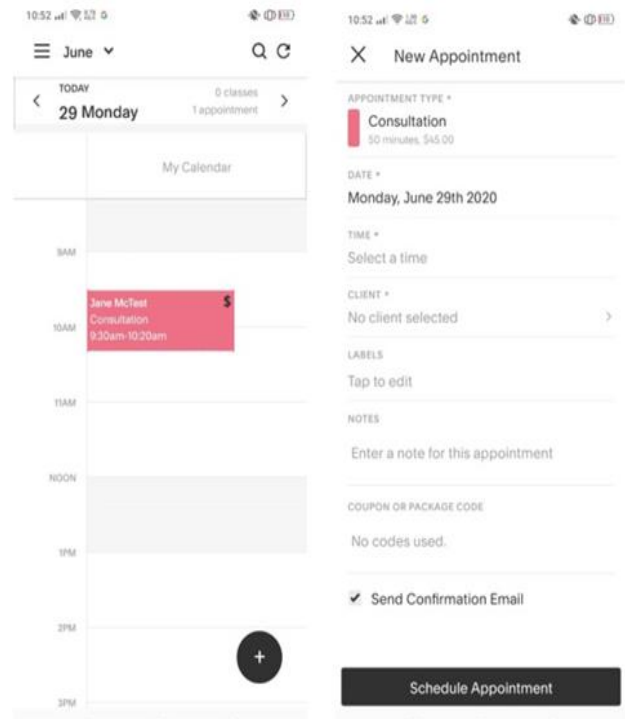 10:52
June
TODAY
29 Monday
0 classes
1 appointment
My Calendar
9AM
Jane McTest
$
Consultation
9:30am-10:20am
10AM
11AM
NOON
1PM
2PM
+
3PM
10:52
New Appointment
APPOINTMENT TYPE *
Consultation
50 minutes, $45.00
DATE *
Monday, June 29th 2020
TIME *
Select a time
CLIENT *
No client selected
LABELS
Tap to edit
NOTES
Enter a note for this appointment
COUPON OR PACKAGE CODE
No codes used.
Send Confirmation Email
Schedule Appointment